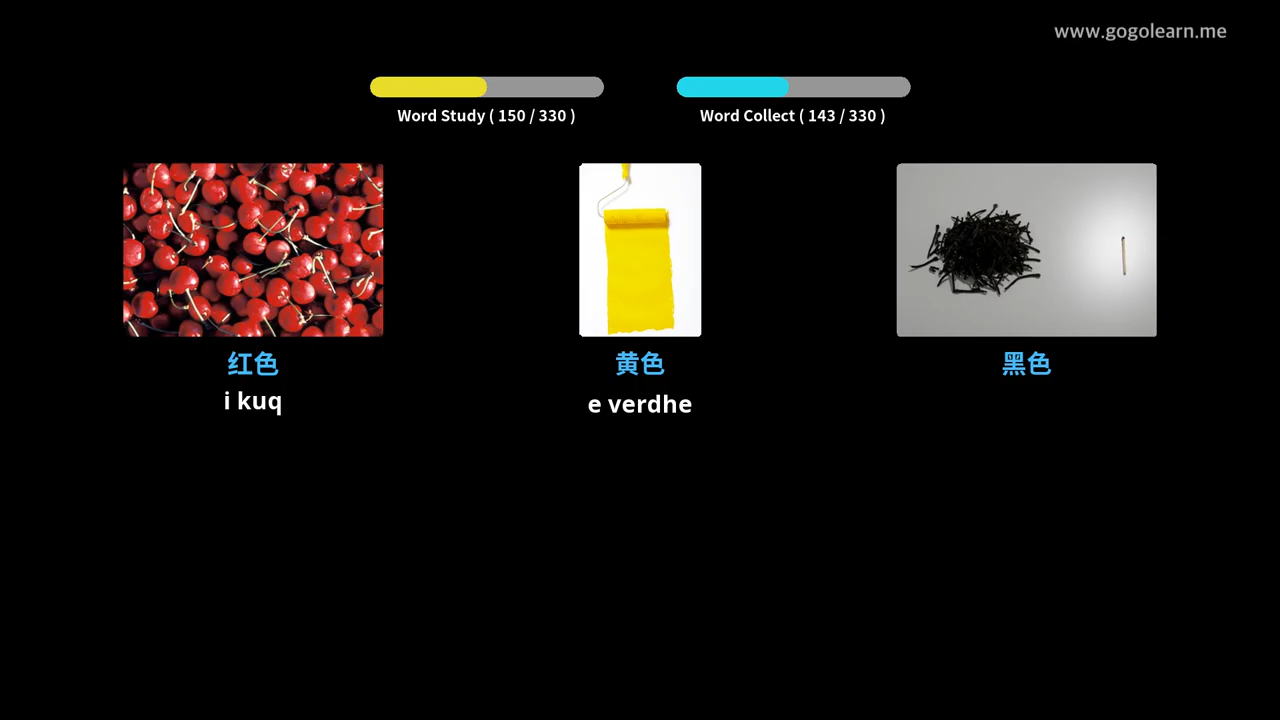 www.gogolearn.me
Word Study ( 150 / 330 )
Word Collect ( 143 / 330 )
红色
黄色
黑色
i kuq
e verdhe